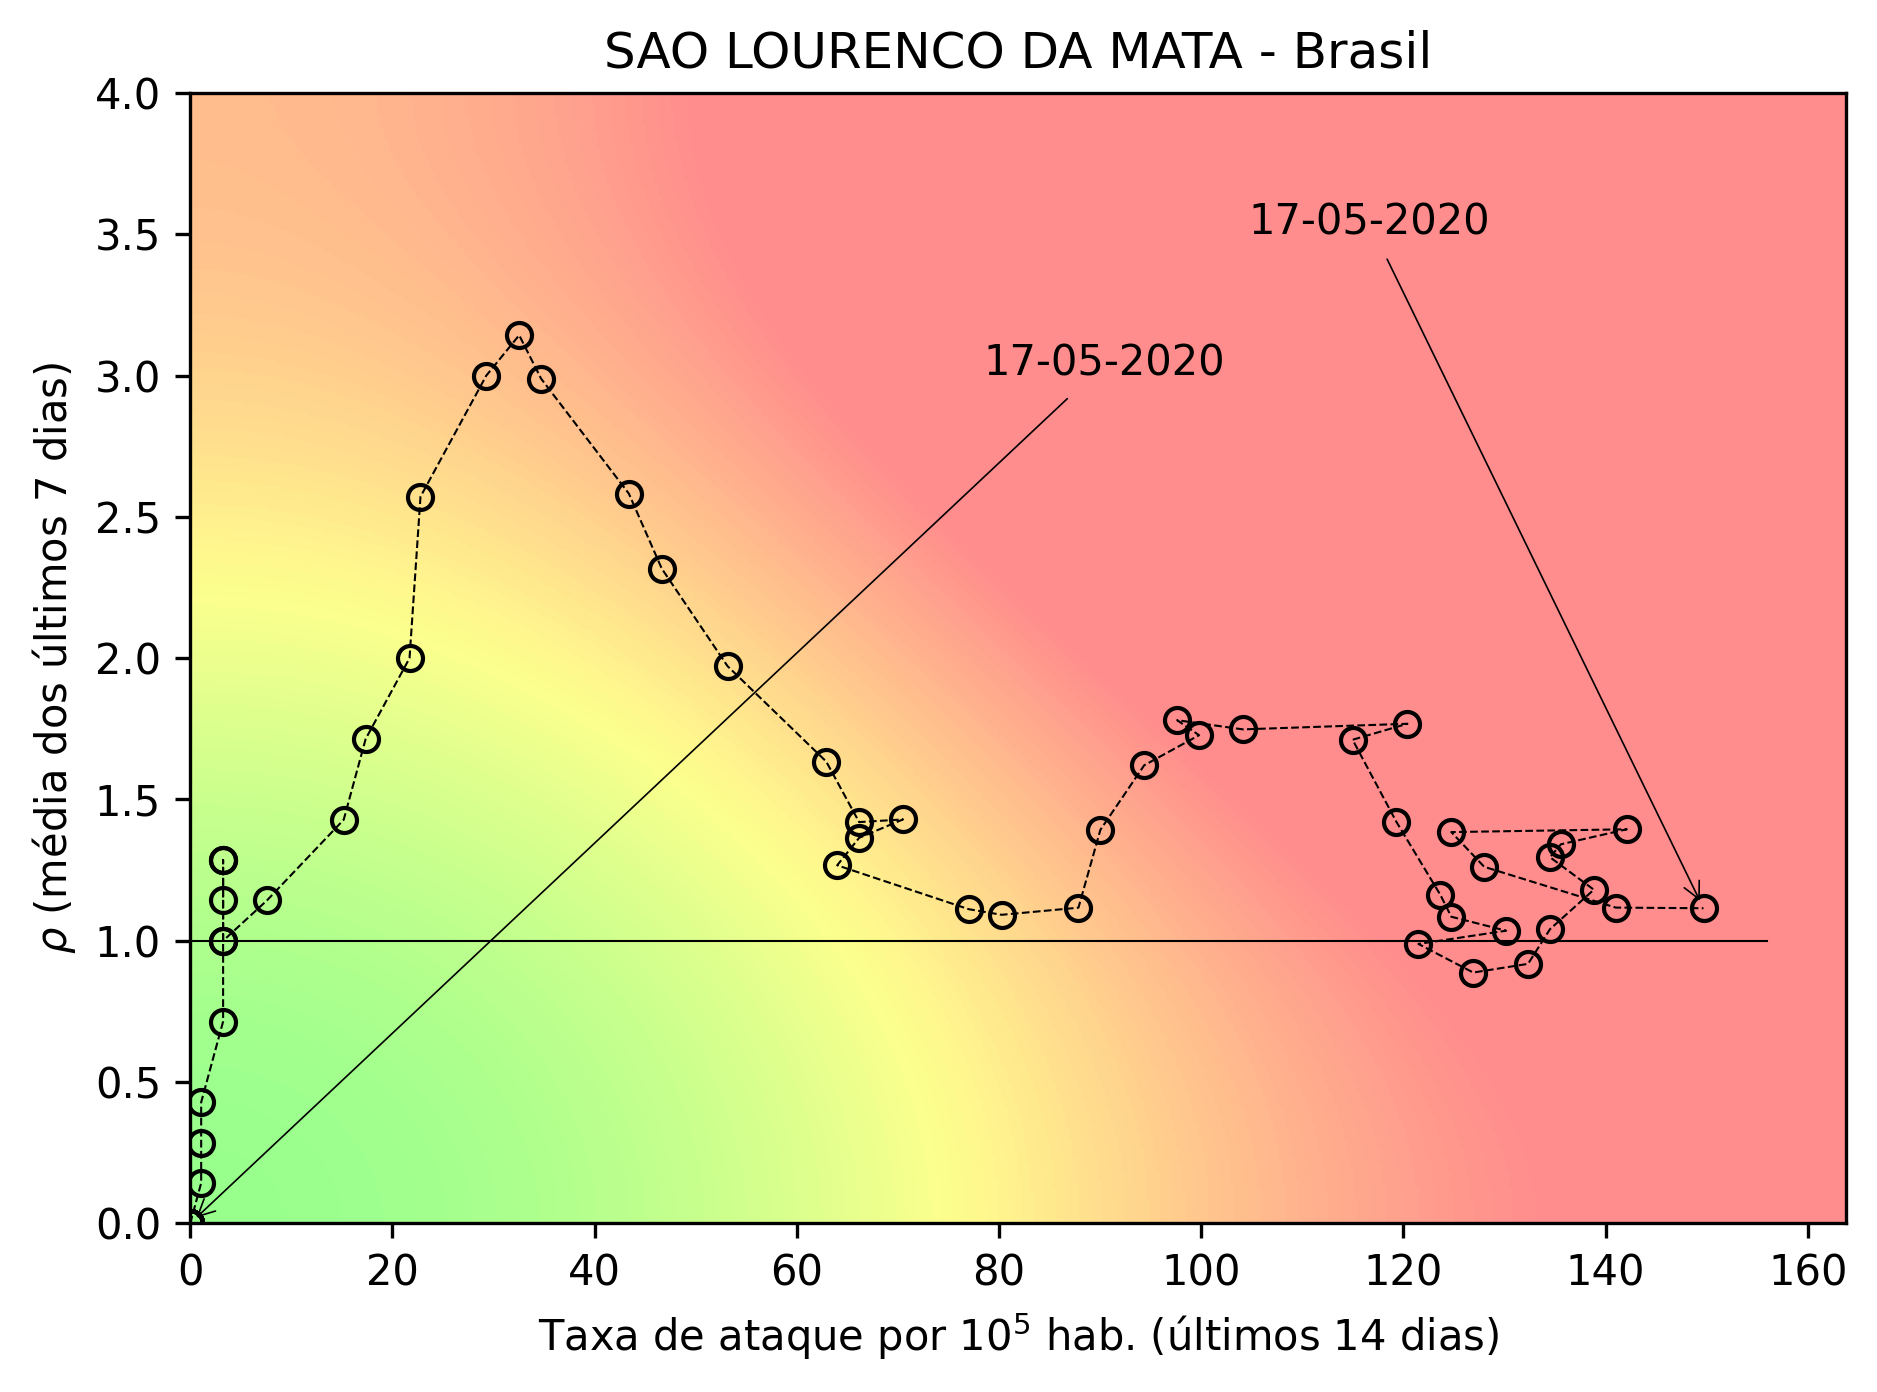 SAO LOURENCO DA MATA - Brasil
4.0
3.5
3.0
2.5
2.0
1.5
1.0
0.5
0.0
ρ (média dos últimos 7 dias)
17-05-2020
17-05-2020
0 20 40 60 80 100 120 140 160
Taxa de ataque por 10⁵ hab. (últimos 14 dias)